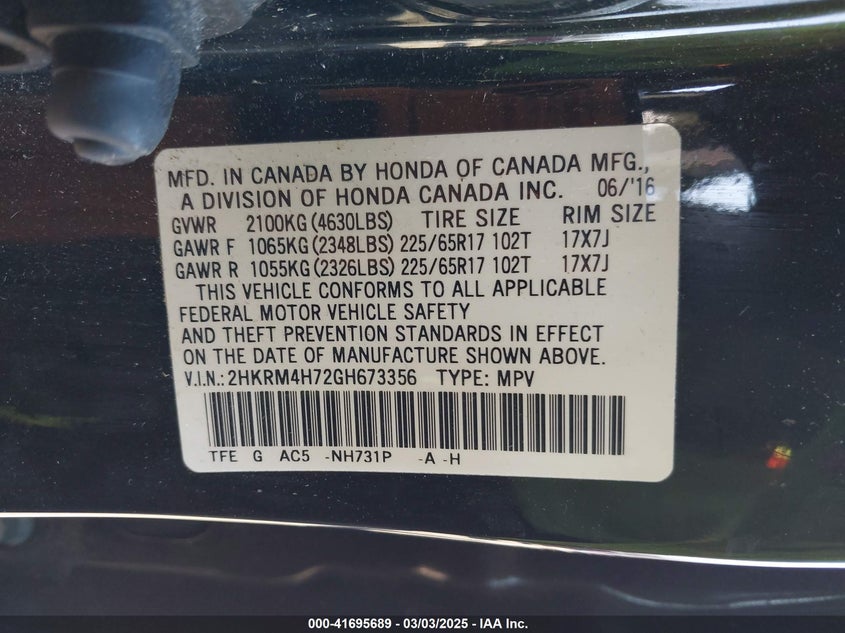 MFD. IN CANADA BY HONDA OF CANADA MFG.,
A DIVISION OF HONDA CANADA INC. 06/'16
GVWR 2100KG (4630LBS) TIRE SIZE RIM SIZE
GAWR F 1065KG (2348LBS) 225/65R17 102T 17X7J
GAWR R 1055KG (2326LBS) 225/65R17 102T 17X7J
THIS VEHICLE CONFORMS TO ALL APPLICABLE
FEDERAL MOTOR VEHICLE SAFETY
AND THEFT PREVENTION STANDARDS IN EFFECT
ON THE DATE OF MANUFACTURE SHOWN ABOVE.
V.I.N.: 2HKRM4H72GH673356 TYPE: MPV
TFE G AC5 -NH731P -A -H
000-41695689 - 03/03/2025 - IAA Inc.